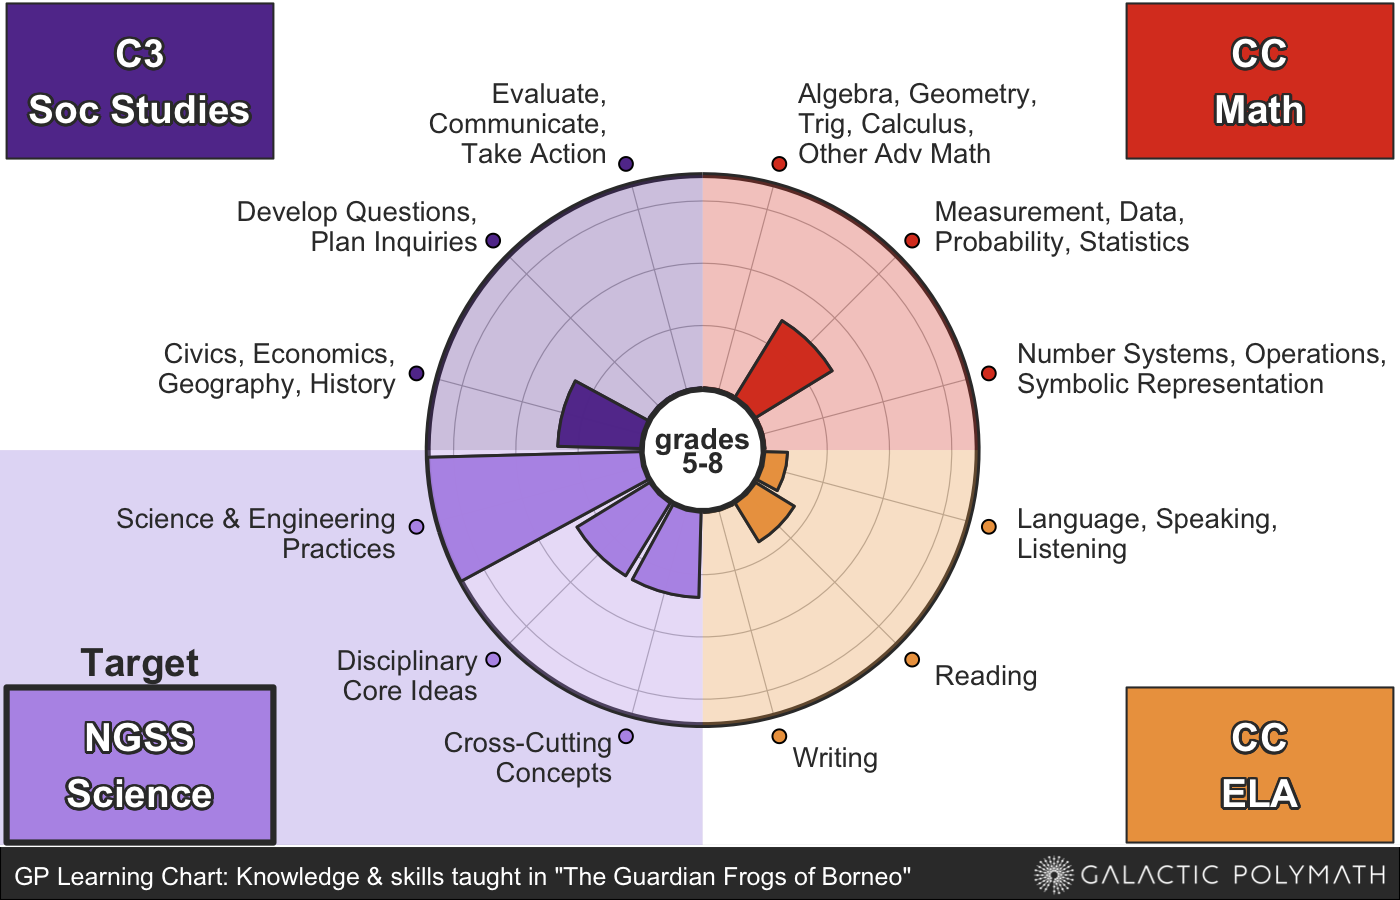 C3
Soc Studies
CC
Math
Evaluate,
Communicate,
Take Action
Algebra, Geometry,
Trig, Calculus,
Other Adv Math
Develop Questions,
Plan Inquiries
Measurement, Data,
Probability, Statistics
Civics, Economics,
Geography, History
Number Systems, Operations,
Symbolic Representation
grades
5-8
Science & Engineering
Practices
Language, Speaking,
Listening
Disciplinary
Core Ideas
Reading
Cross-Cutting
Concepts
Writing
Target
NGSS
Science
CC
ELA
GP Learning Chart: Knowledge & skills taught in "The Guardian Frogs of Borneo"
GALACTIC POLYMATH